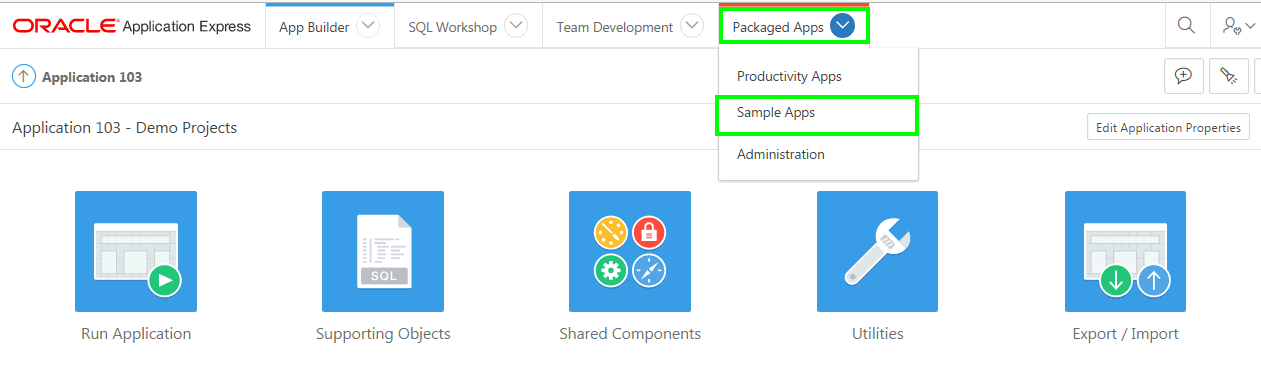 ORACLE Application Express App Builder SQL Workshop Team Development Packaged Apps
Application 103
Productivity Apps
Sample Apps
Application 103 - Demo Projects
Edit Application Properties
Administration
SQL
Run Application Supporting Objects Shared Components Utilities Export / Import